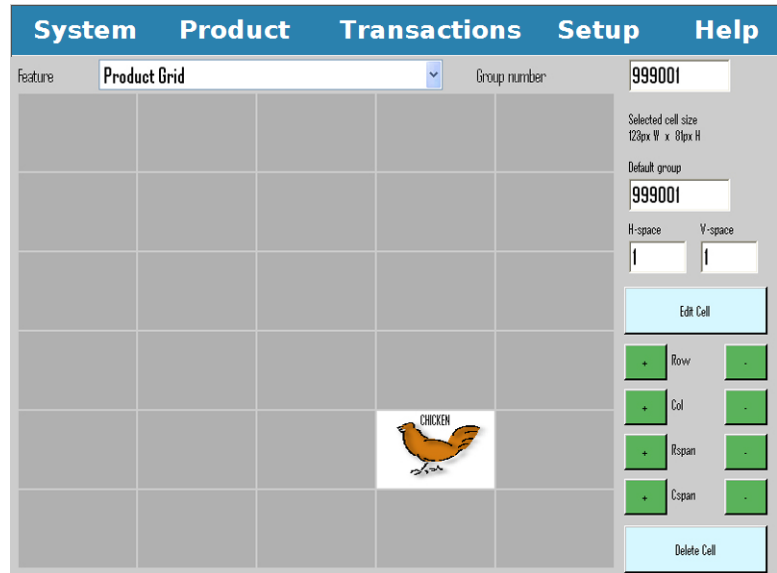 System Product Transactions Setup Help
Feature Product Grid Group number 999001
Selected cell size
123px W x 81px H
Default group
999001
H-space V-space
1 1
Edit Cell
+ Row -
+ Col -
CHICKEN
+ Rspan -
+ Cspan -
Delete Cell